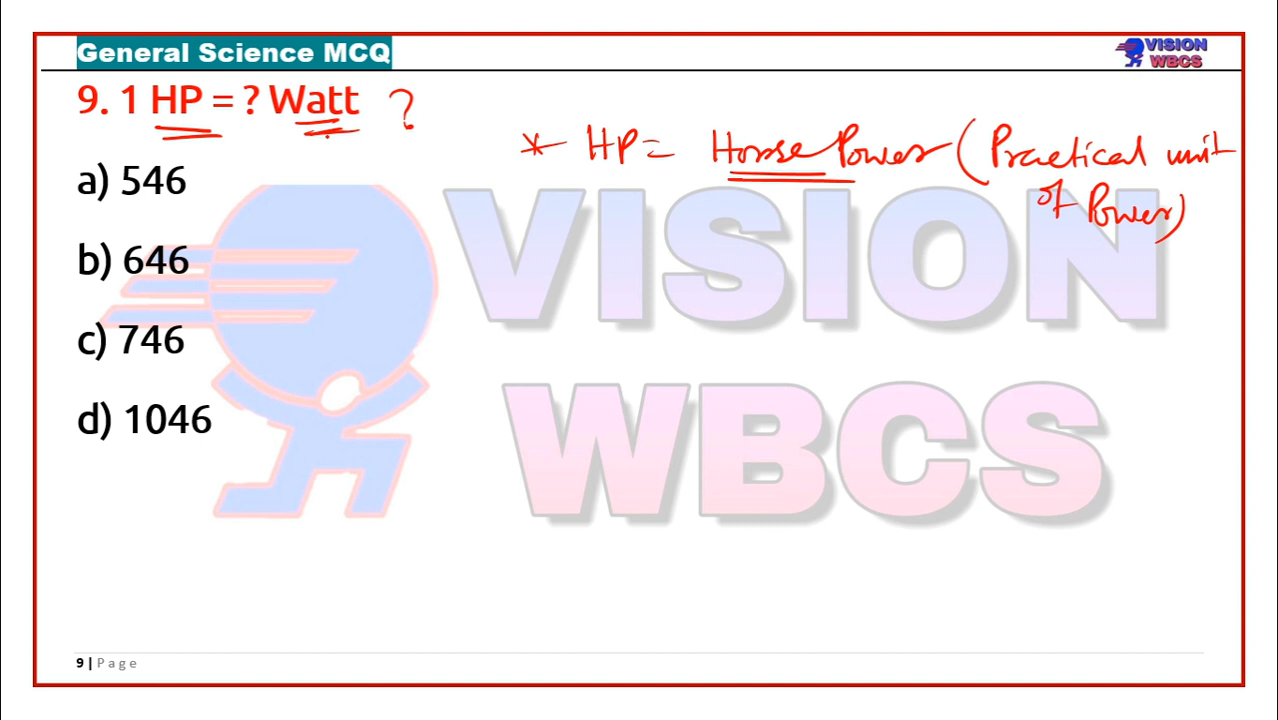 General Science MCQ
VISION
WBCS
9. 1 HP = ? Watt ?
* HP = Horse Power (Practical unit
of Power)
a) 546
b) 646
c) 746
d) 1046
VISION
WBCS
9 | Page